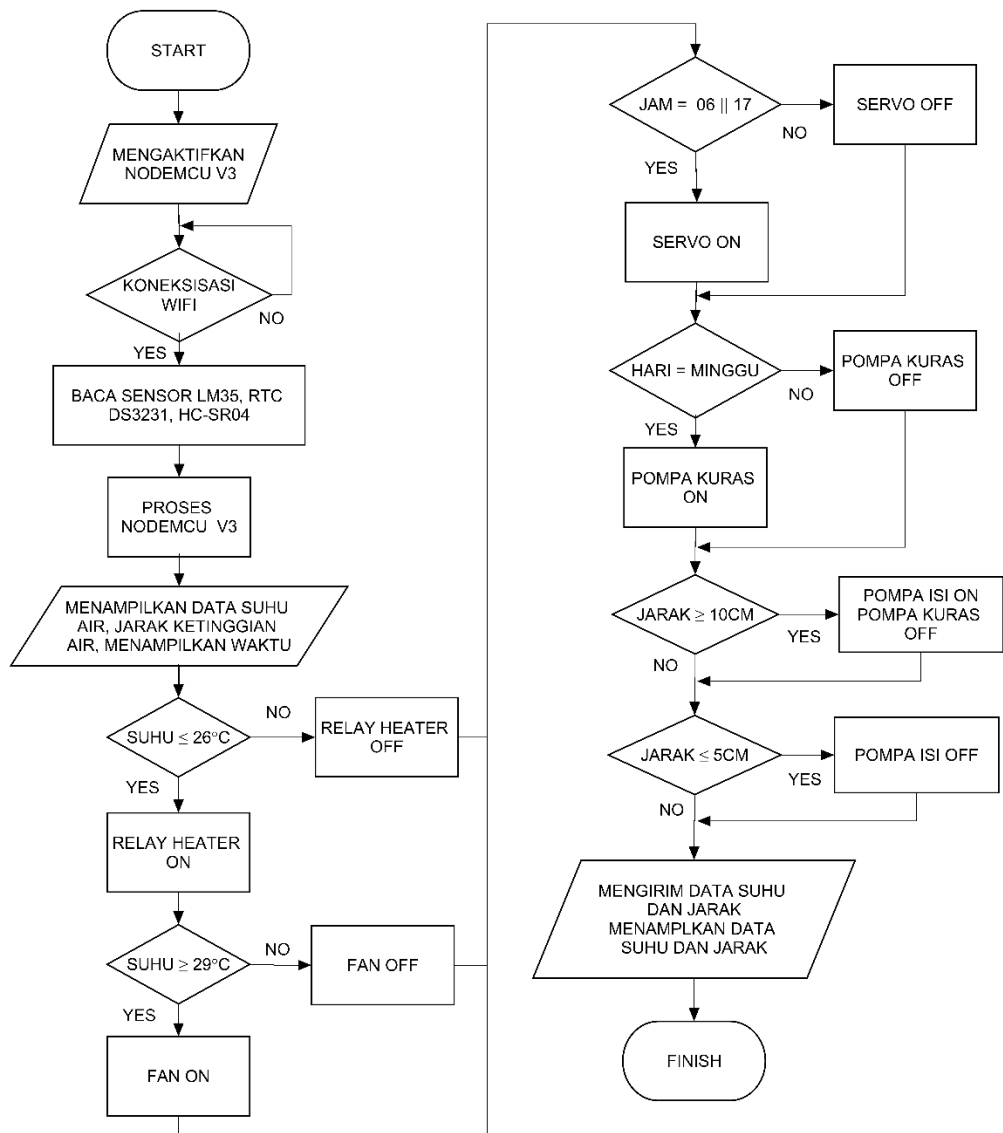 START
MENGAKTIFKAN
NODEMCU V3
KONEKSISASI
WIFI
NO
YES
BACA SENSOR LM35, RTC
DS3231, HC-SR04
PROSES
NODEMCU V3
MENAMPILKAN DATA SUHU
AIR, JARAK KETINGGIAN
AIR, MENAMPILKAN WAKTU
SUHU ≤ 26°C
NO
RELAY HEATER
OFF
YES
RELAY HEATER
ON
SUHU ≥ 29°C
NO
FAN OFF
YES
FAN ON
JAM = 06 || 17
NO
SERVO OFF
YES
SERVO ON
HARI = MINGGU
NO
POMPA KURAS
OFF
YES
POMPA KURAS
ON
JARAK ≥ 10CM
YES
POMPA ISI ON
POMPA KURAS
OFF
NO
JARAK ≤ 5CM
YES
POMPA ISI OFF
NO
MENGIRIM DATA SUHU
DAN JARAK
MENAMPLKAN DATA
SUHU DAN JARAK
FINISH